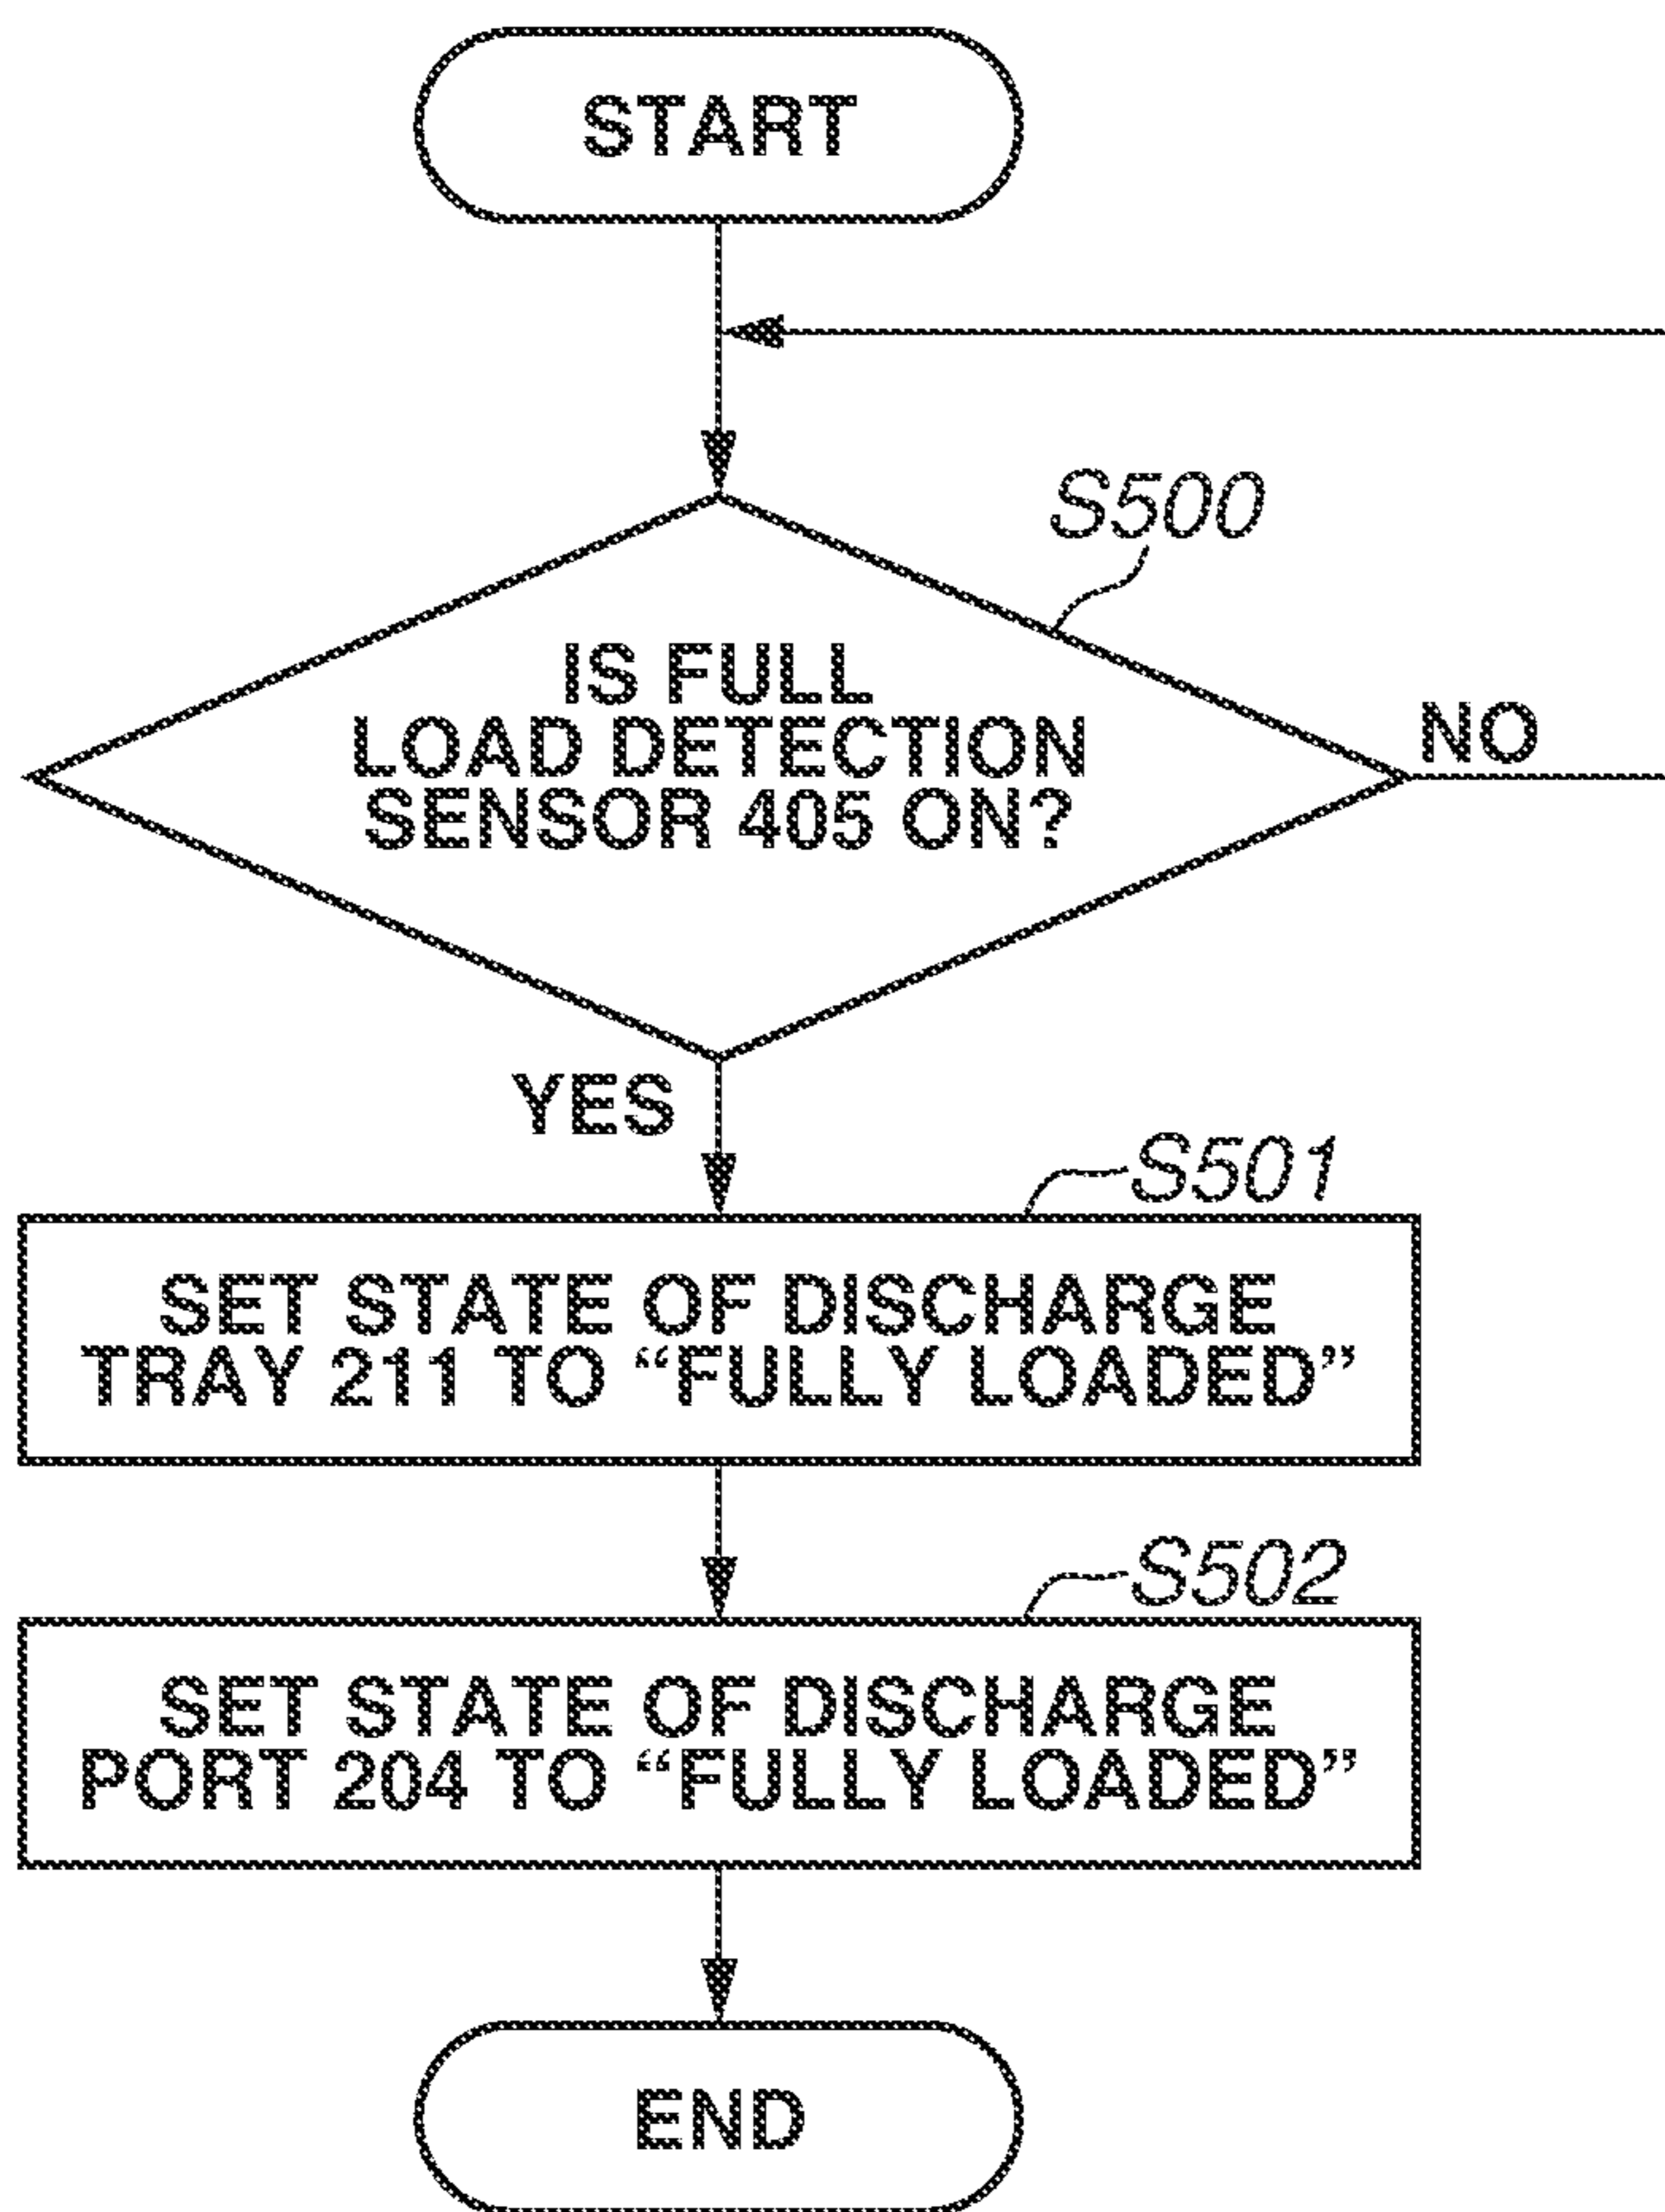 START
S500
IS FULL
LOAD DETECTION
SENSOR 405 ON?
NO
YES
S501
SET STATE OF DISCHARGE
TRAY 211 TO “FULLY LOADED”
S502
SET STATE OF DISCHARGE
PORT 204 TO “FULLY LOADED”
END